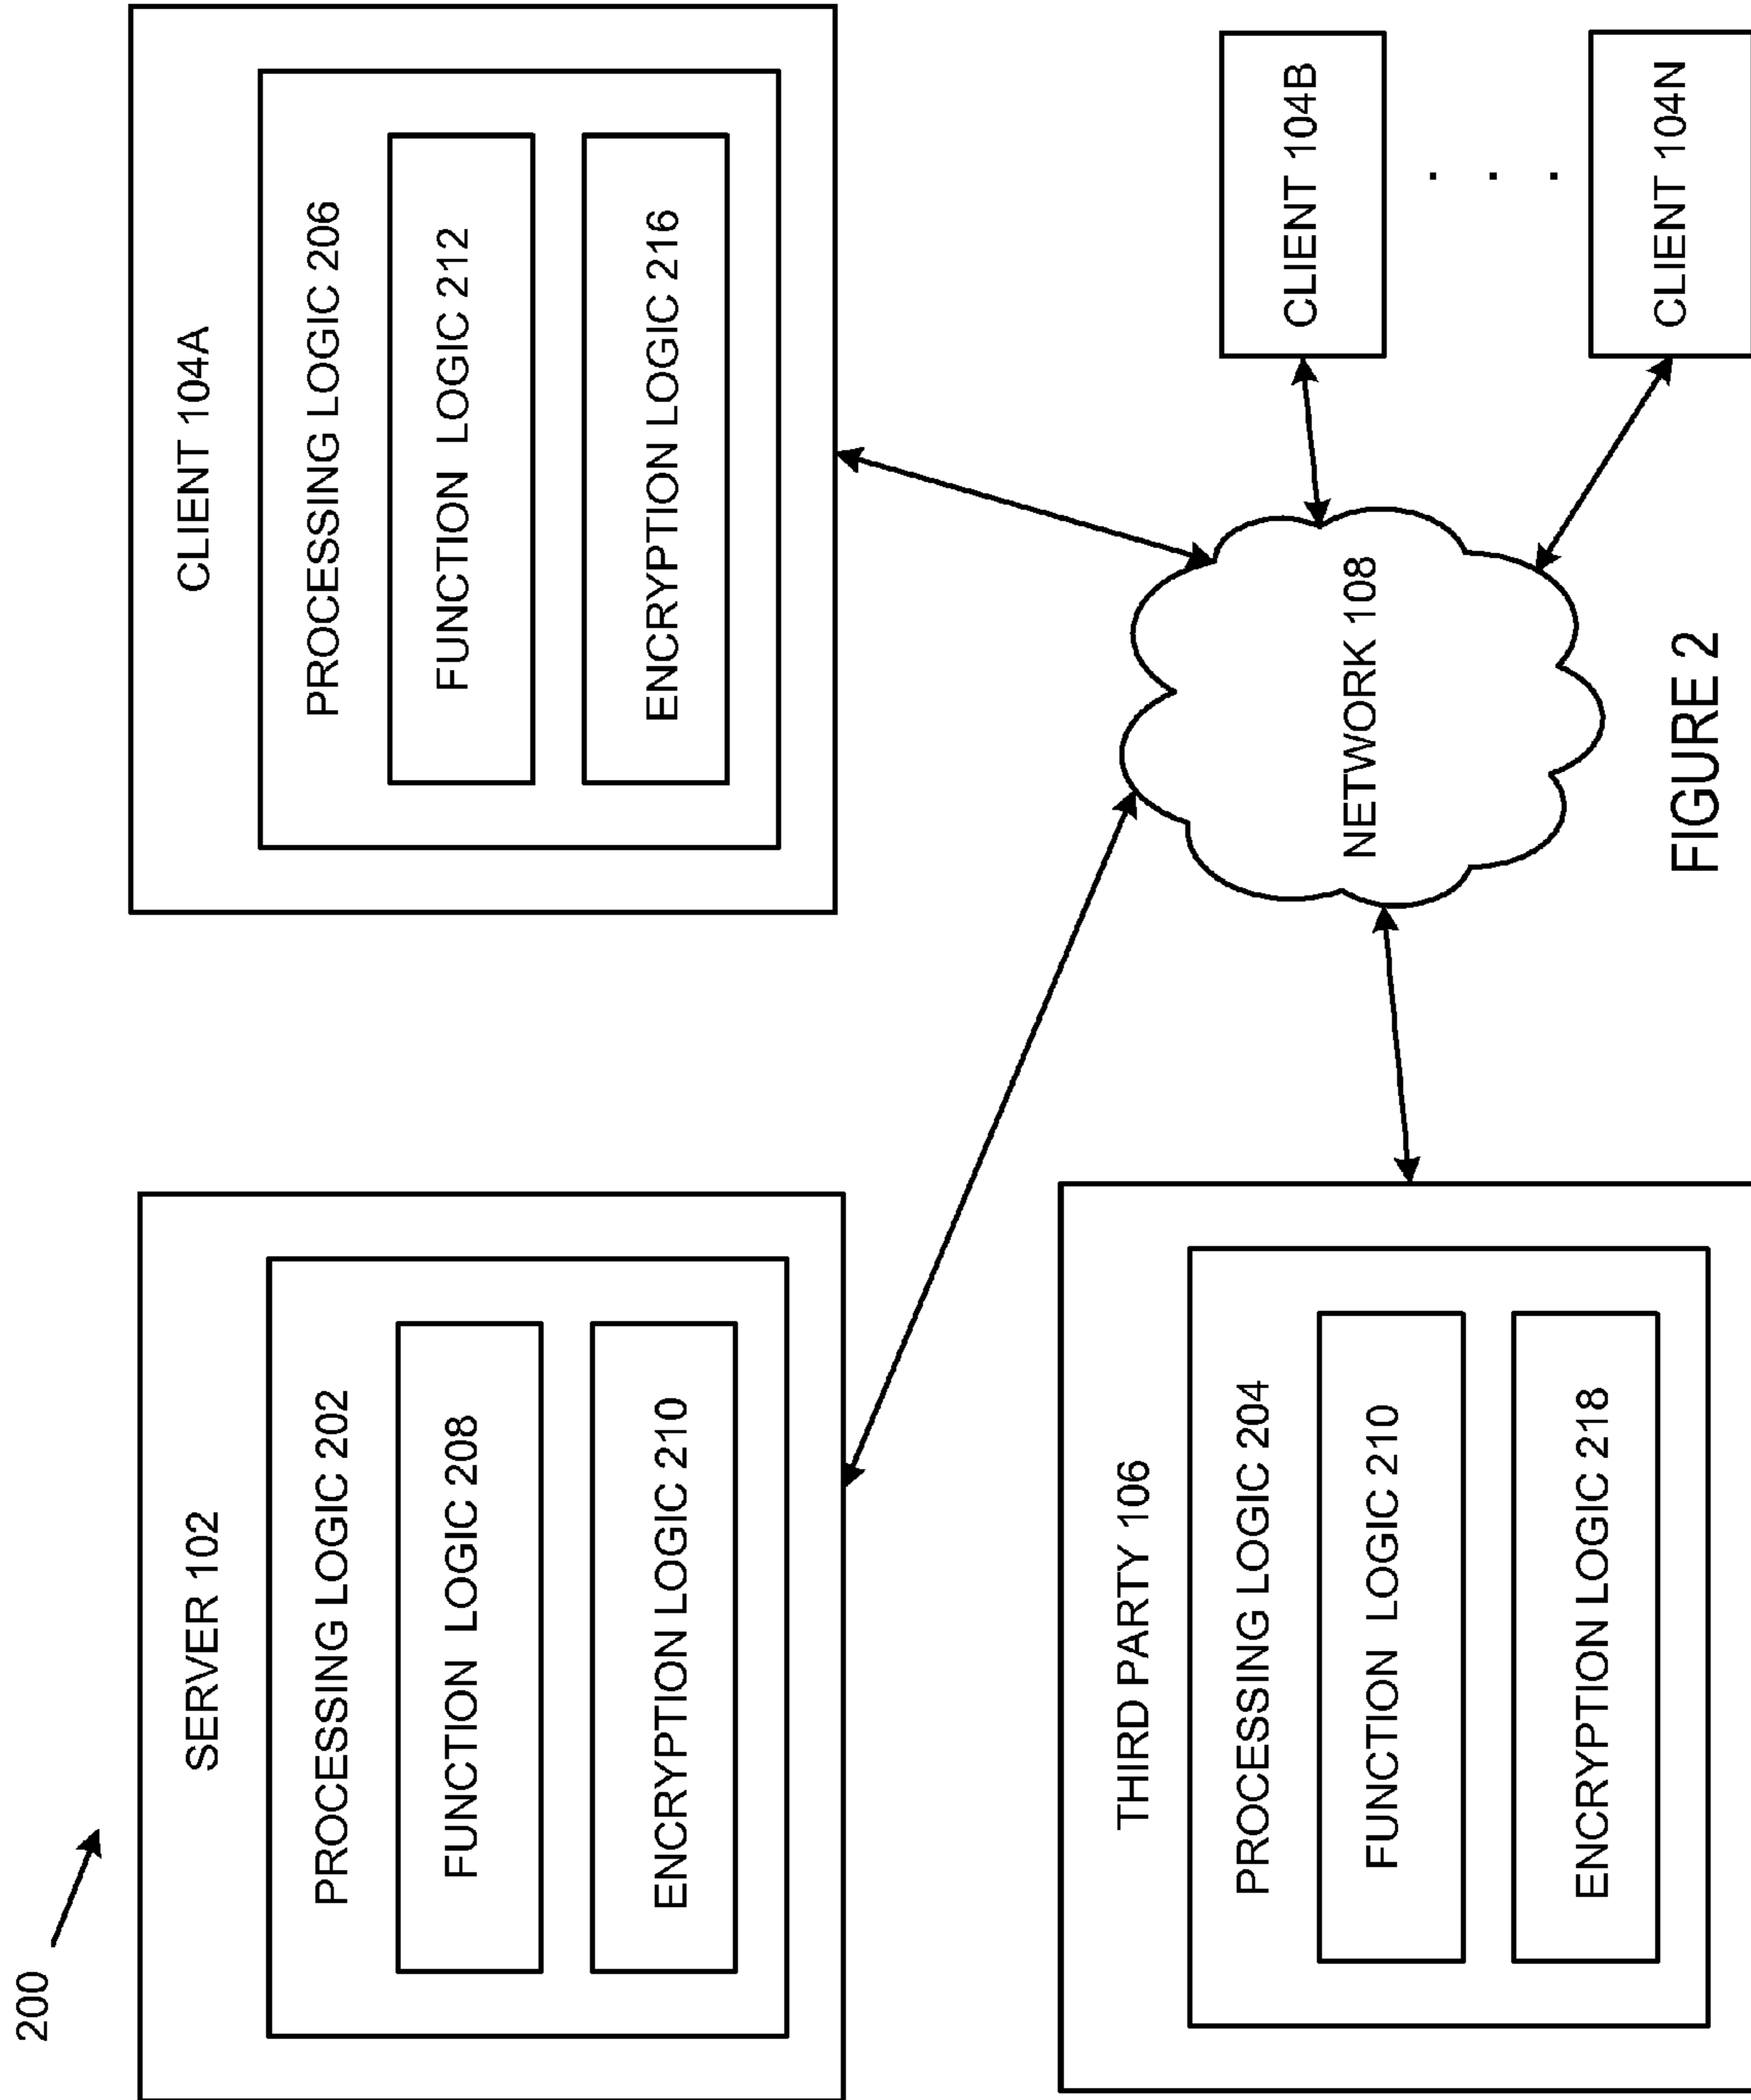 200
SERVER 102
PROCESSING LOGIC 202
FUNCTION LOGIC 208
ENCRYPTION LOGIC 210
CLIENT 104A
PROCESSING LOGIC 206
FUNCTION LOGIC 212
ENCRYPTION LOGIC 216
THIRD PARTY 106
PROCESSING LOGIC 204
FUNCTION LOGIC 210
ENCRYPTION LOGIC 218
NETWORK 108
CLIENT 104B
. . .
CLIENT 104N
FIGURE 2